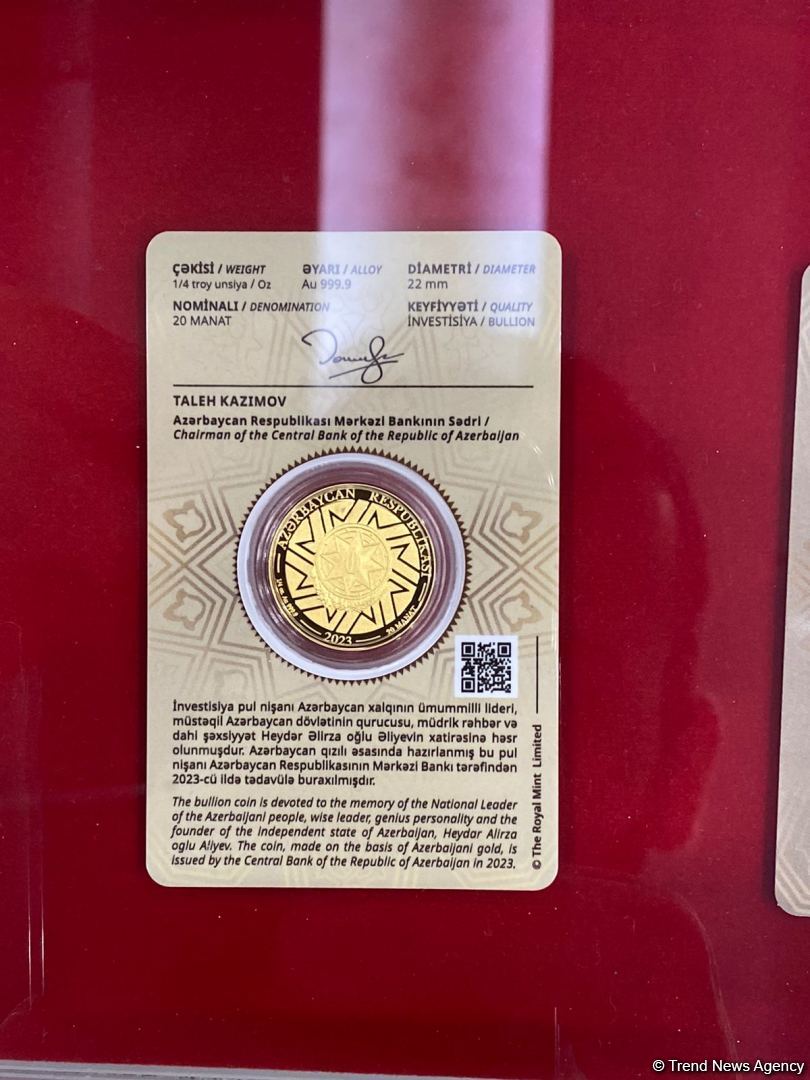 ÇƏKİSİ / WEIGHT
1/4 troy unsiya / Oz
ƏYARI / ALLOY
Au 999.9
DİAMETRİ / DIAMETER
22 mm
NOMİNALI / DENOMINATION
20 MANAT
KEYFİYYƏTİ / QUALITY
İNVESTİSİYA / BULLION
TALEH KAZIMOV
Azərbaycan Respublikası Mərkəzi Bankının Sədri /
Chairman of the Central Bank of the Republic of Azerbaijan
AZƏRBAYCAN RESPUBLİKASI
1/4 oz. Au 999.9
2023
20 MANAT
İnvestisiya pul nişanı Azərbaycan xalqının ümummilli lideri,
müstəqil Azərbaycan dövlətinin qurucusu, müdrik rəhbər və
dahi şəxsiyyət Heydər Əlirza oğlu Əliyevin xatirəsinə həsr
olunmuşdur. Azərbaycan qızılı əsasında hazırlanmış bu pul
nişanı Azərbaycan Respublikasının Mərkəzi Bankı tərəfindən
2023-cü ildə tədavülə buraxılmışdır.
The bullion coin is devoted to the memory of the National Leader
of the Azerbaijani people, wise leader, genius personality and the
founder of the independent state of Azerbaijan, Heydar Alirza
oglu Aliyev. The coin, made on the basis of Azerbaijani gold, is
issued by the Central Bank of the Republic of Azerbaijan in 2023.
© The Royal Mint Limited
© Trend News Agency